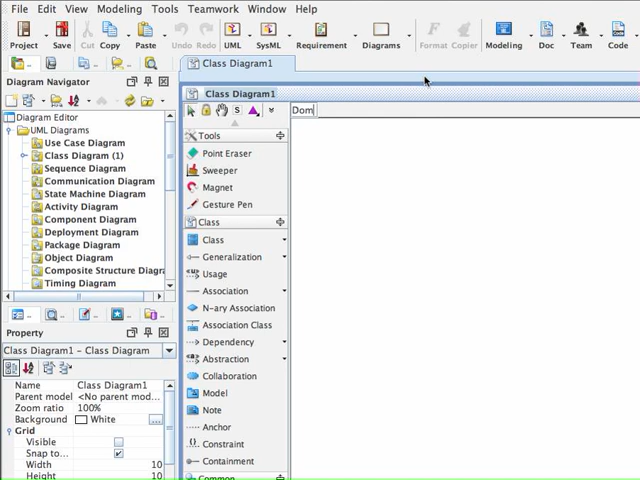 File Edit View Modeling Tools Teamwork Window Help
Project Save Cut Copy Paste Undo Redo UML SysML Requirement Diagrams Format Copier Modeling Doc Team Code
Class Diagram1
Diagram Navigator
Class Diagram1
Dom
S
Diagram Editor
UML Diagrams
Use Case Diagram
Class Diagram (1)
Sequence Diagram
Communication Diagram
State Machine Diagram
Activity Diagram
Component Diagram
Deployment Diagram
Package Diagram
Object Diagram
Composite Structure Diagra
Timing Diagram
Tools
Point Eraser
Sweeper
Magnet
Gesture Pen
Class
Class
Generalization
Usage
Association
N-ary Association
Association Class
Dependency
Abstraction
Collaboration
Model
Note
Anchor
Constraint
Containment
Common
Property
Class Diagram1 - Class Diagram
Name Class Diagram1
Parent model <No parent mod...
Zoom ratio 100%
Background White ...
Grid
Visible
Snap to...
Width 10
Height 10